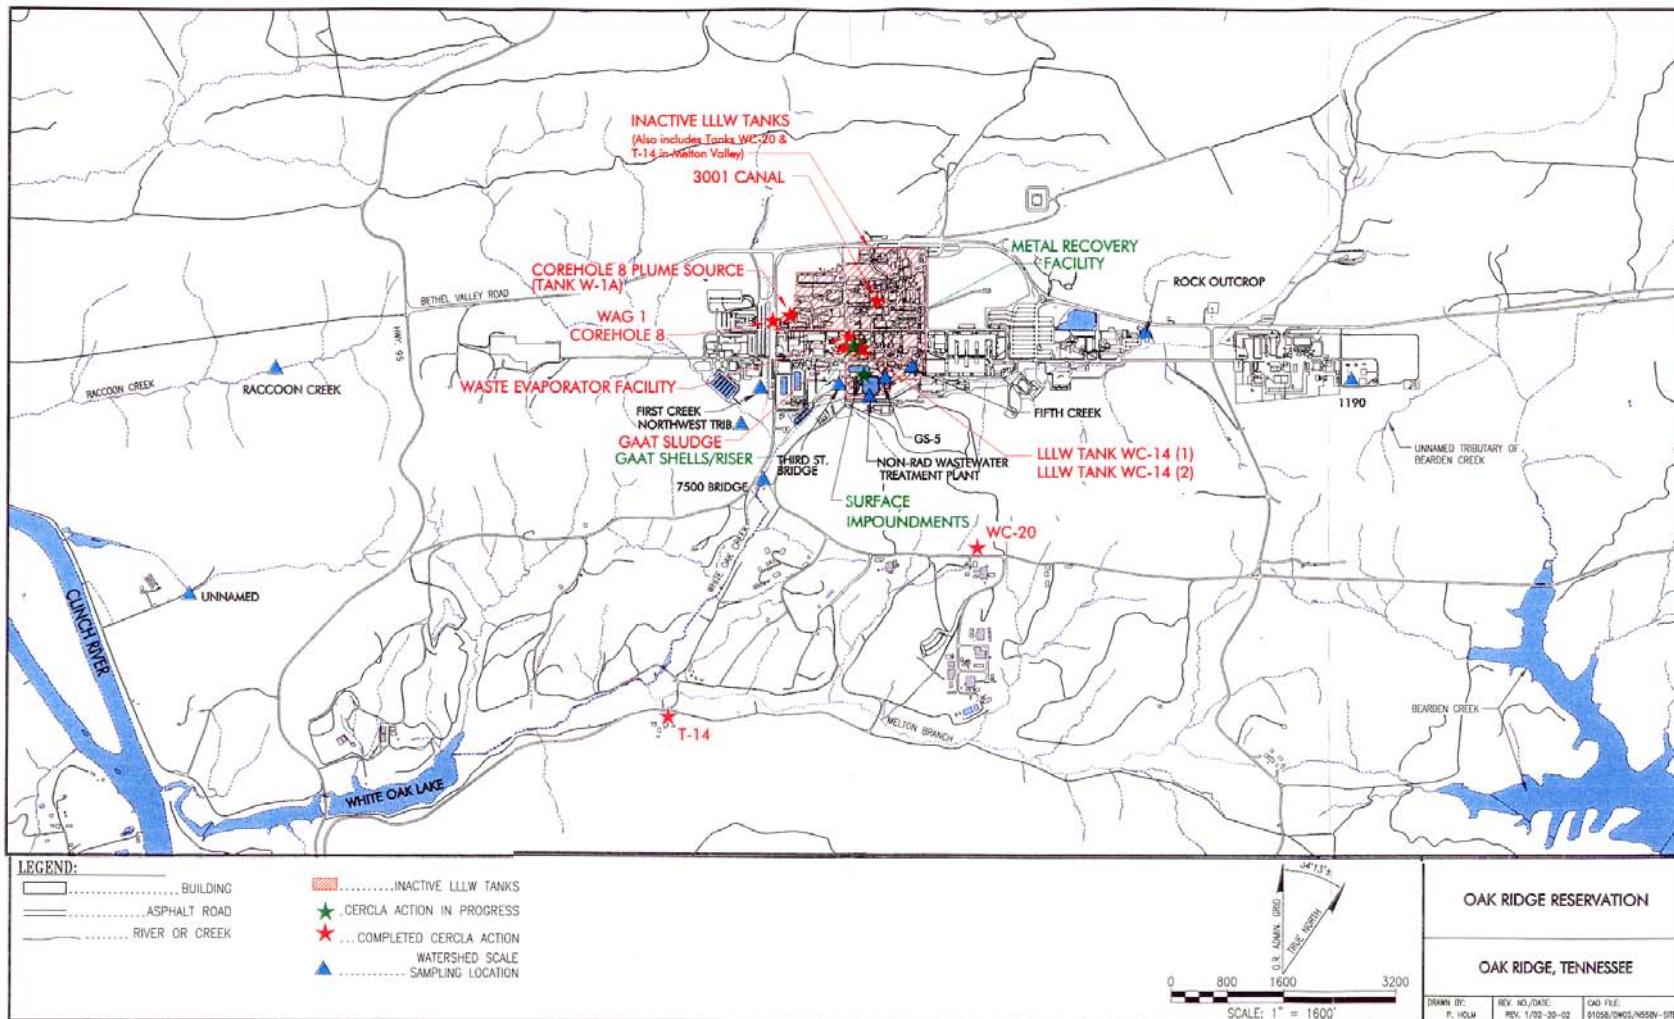 INACTIVE LLLW TANKS
(Also includes Tanks WC-20 &
T-14 in Melton Valley)
3001 CANAL
METAL RECOVERY
FACILITY
COREHOLE 8 PLUME SOURCE
(TANK W-1A)
ROCK OUTCROP
BETHEL VALLEY ROAD
WAG 1
COREHOLE 8
HWY. 95
RACCOON CREEK
RACCOON CREEK
WASTE EVAPORATOR FACILITY
FIRST CREEK
NORTHWEST TRIB.
FIFTH CREEK
1190
GAAT SLUDGE
GAAT SHELLS/RISER
THIRD ST.
BRIDGE
GS-5
NON-RAD WASTEWATER
TREATMENT PLANT
LLLW TANK WC-14 (1)
LLLW TANK WC-14 (2)
UNNAMED TRIBUTARY OF
BEARDEN CREEK
7500 BRIDGE
SURFACE
IMPOUNDMENTS
WC-20
WHITE OAK CREEK
UNNAMED
CLINCH RIVER
T-14
MELTON BRANCH
BEARDEN CREEK
WHITE OAK LAKE
LEGEND:
BUILDING
ASPHALT ROAD
RIVER OR CREEK
INACTIVE LLLW TANKS
CERCLA ACTION IN PROGRESS
COMPLETED CERCLA ACTION
WATERSHED SCALE
SAMPLING LOCATION
34°13'±
O.R. ADMIN. GRID
TRUE NORTH
0 800 1600 3200
SCALE: 1" = 1600'
OAK RIDGE RESERVATION
OAK RIDGE, TENNESSEE
DRAWN BY:
P. HOLM
REV. NO./DATE:
REV. 1/02-20-02
CAD FILE: